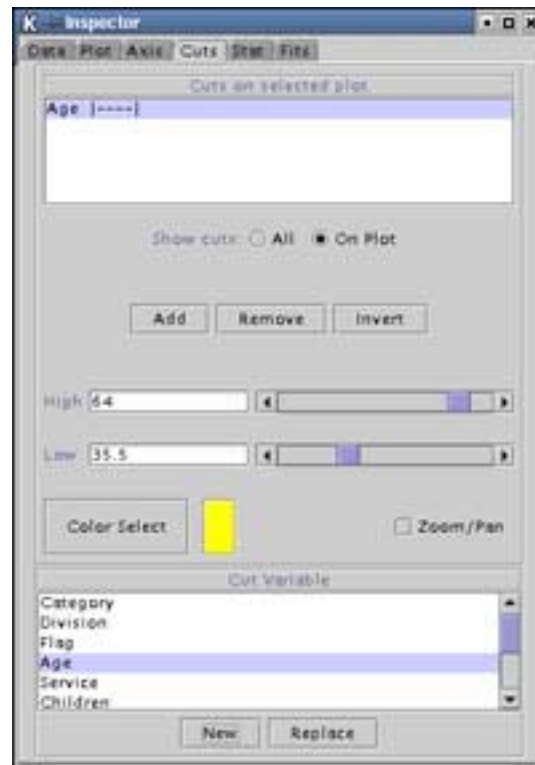 Inspector
Data Plot Axis Cuts Stat Fits
Cuts on selected plot
Age |----|
Show cuts: All On Plot
Add Remove Invert
High 64
Low 35.5
Color Select Zoom/Pan
Cut Variable
Category
Division
Flag
Age
Service
Children
New Replace